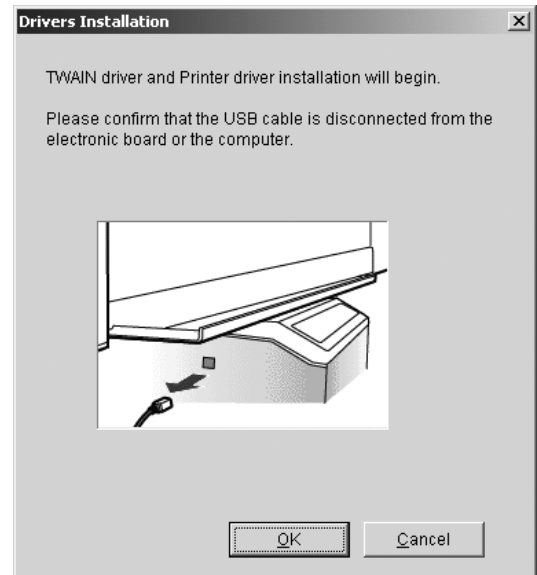 Drivers Installation
TWAIN driver and Printer driver installation will begin.
Please confirm that the USB cable is disconnected from the
electronic board or the computer.
OK
Cancel